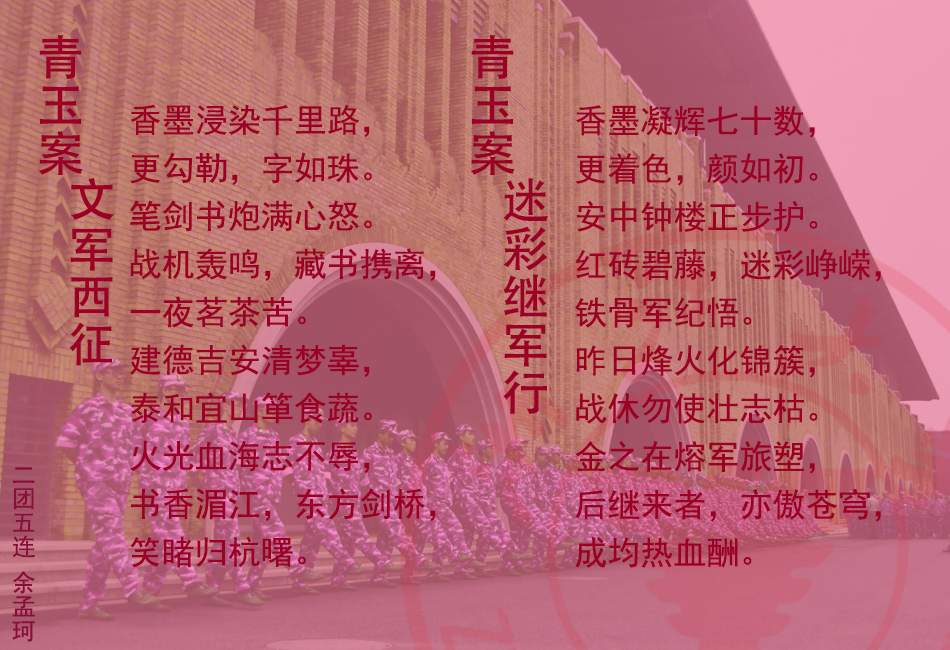 青玉案
文军西征
香墨浸染千里路，
更勾勒，字如珠。
笔剑书炮满心怒。
战机轰鸣，藏书携离，
一夜茗茶苦。
建德吉安清梦辜，
泰和宜山箪食蔬。
火光血海志不辱，
书香湄江，东方剑桥，
笑睹归杭曙。
青玉案
迷彩继军行
香墨凝辉七十数，
更着色，颜如初。
安中钟楼正步护。
红砖碧藤，迷彩峥嵘，
铁骨军纪悟。
昨日烽火化锦簇，
战休勿使壮志枯。
金之在熔军旅塑，
后继来者，亦傲苍穹，
成均热血酬。
二团五连 余孟珂